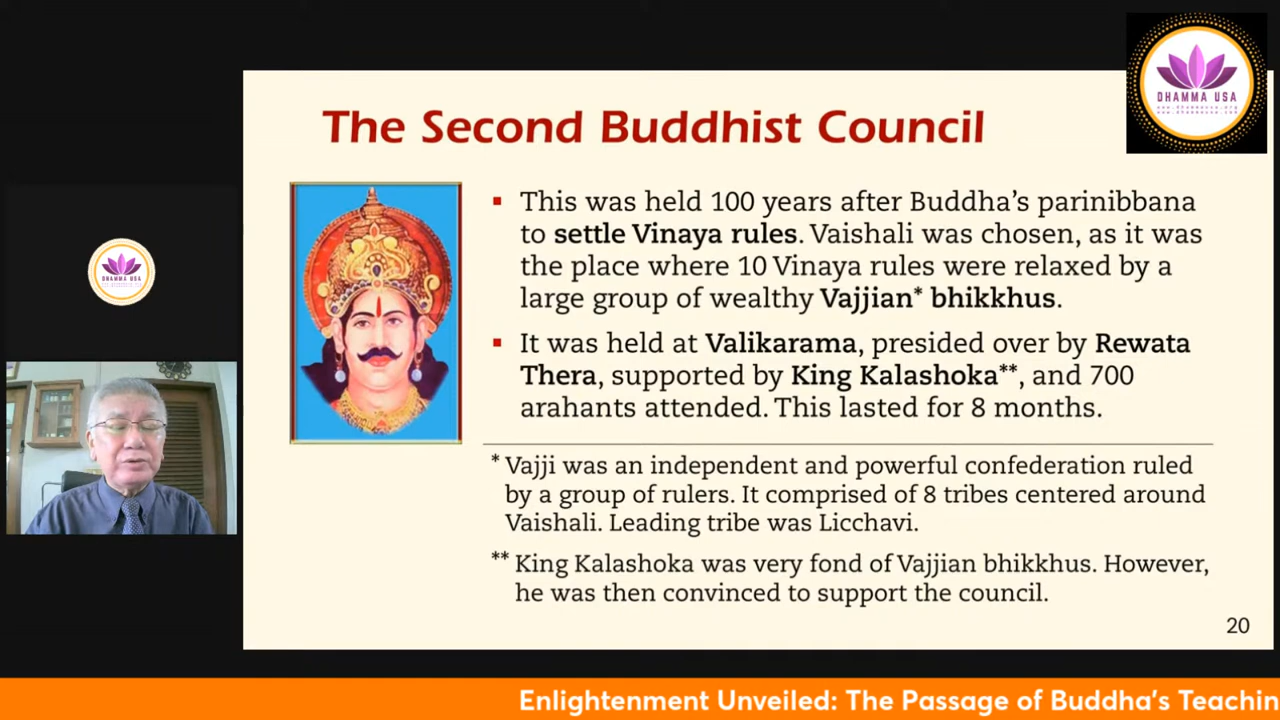 The Second Buddhist Council
DHAMMA USA
www.dhammausa.org
▪ This was held 100 years after Buddha’s parinibbana
to settle Vinaya rules. Vaishali was chosen, as it was
the place where 10 Vinaya rules were relaxed by a
large group of wealthy Vajjian* bhikkhus.
▪ It was held at Valikarama, presided over by Rewata
Thera, supported by King Kalashoka**, and 700
arahants attended. This lasted for 8 months.
* Vajji was an independent and powerful confederation ruled
by a group of rulers. It comprised of 8 tribes centered around
Vaishali. Leading tribe was Licchavi.
** King Kalashoka was very fond of Vajjian bhikkhus. However,
he was then convinced to support the council.
20
DHAMMA USA
Enlightenment Unveiled: The Passage of Buddha’s Teachin